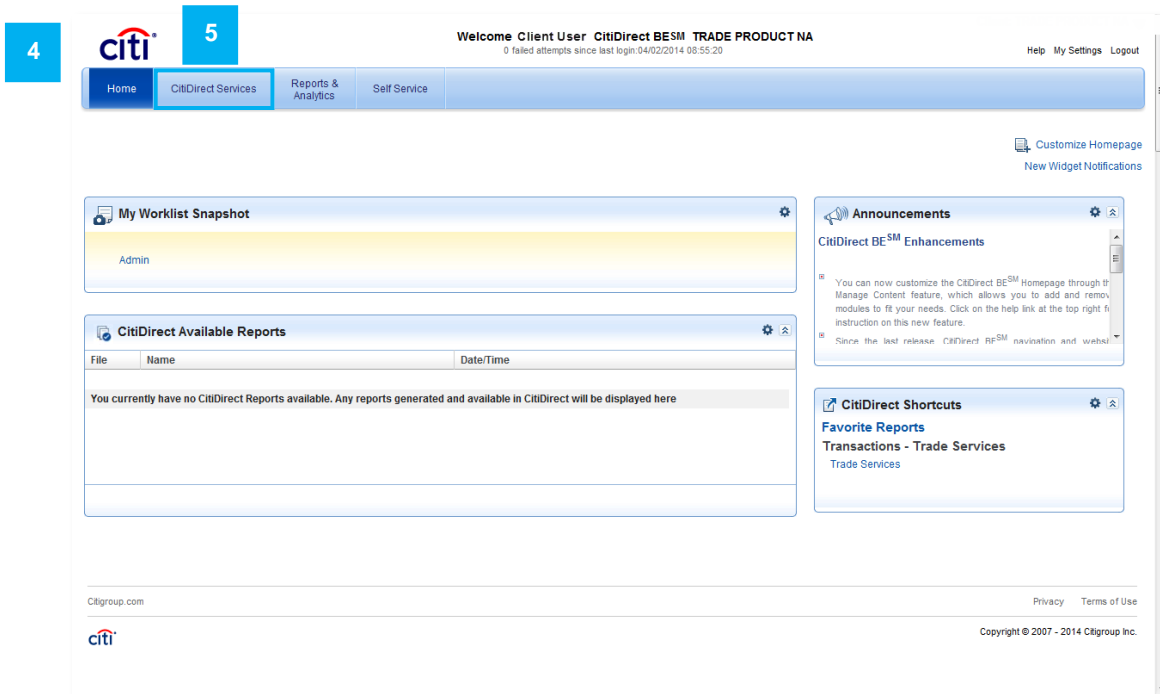 4
5
citi
Welcome Client User CitiDirect BESM TRADE PRODUCT NA
0 failed attempts since last login:04/02/2014 08:55:20
Help My Settings Logout
Home
CitiDirect Services
Reports &
Analytics
Self Service
Customize Homepage
New Widget Notifications
My Worklist Snapshot
Admin
CitiDirect Available Reports
File Name Date/Time
You currently have no CitiDirect Reports available. Any reports generated and available in CitiDirect will be displayed here
Announcements
CitiDirect BESM Enhancements
You can now customize the CitiDirect BESM Homepage through th
Manage Content feature, which allows you to add and remov
modules to fit your needs. Click on the help link at the top right fo
instruction on this new feature.
Since the last release, CitiDirect BESM navigation and websi
CitiDirect Shortcuts
Favorite Reports
Transactions - Trade Services
Trade Services
Citigroup.com
Privacy Terms of Use
citi
Copyright © 2007 - 2014 Citigroup Inc.